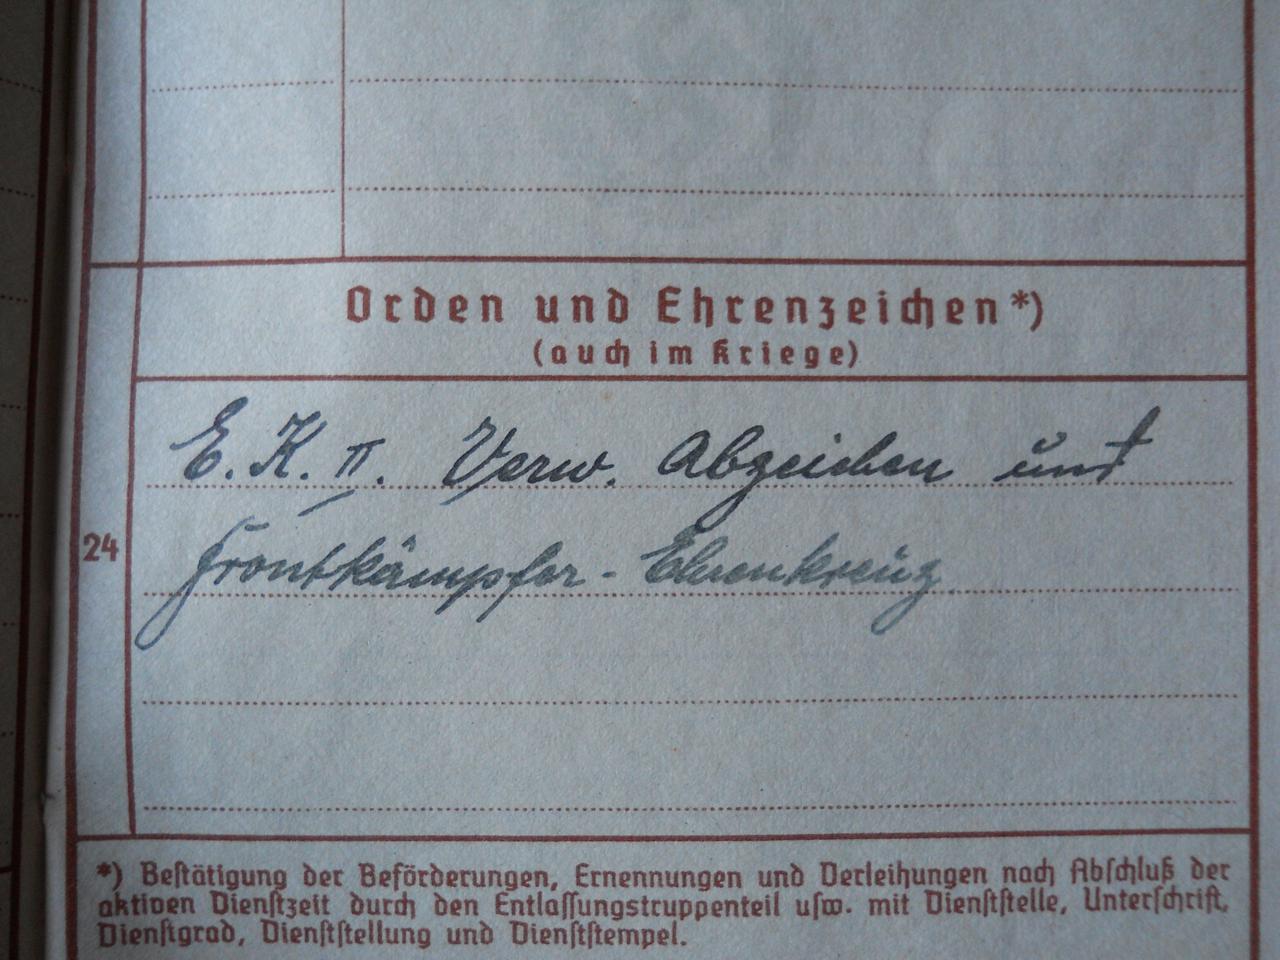 Orden und Ehrenzeichen*)
(auch im Kriege)
E. K. II. Verw. Abzeichen und
24
Frontkämpfer - Ehrenkreuz.
*) Bestätigung der Beförderungen, Ernennungen und Verleihungen nach Abschluß der
aktiven Dienstzeit durch den Entlassungstruppenteil usw. mit Dienststelle, Unterschrift,
Dienstgrad, Dienststellung und Dienststempel.